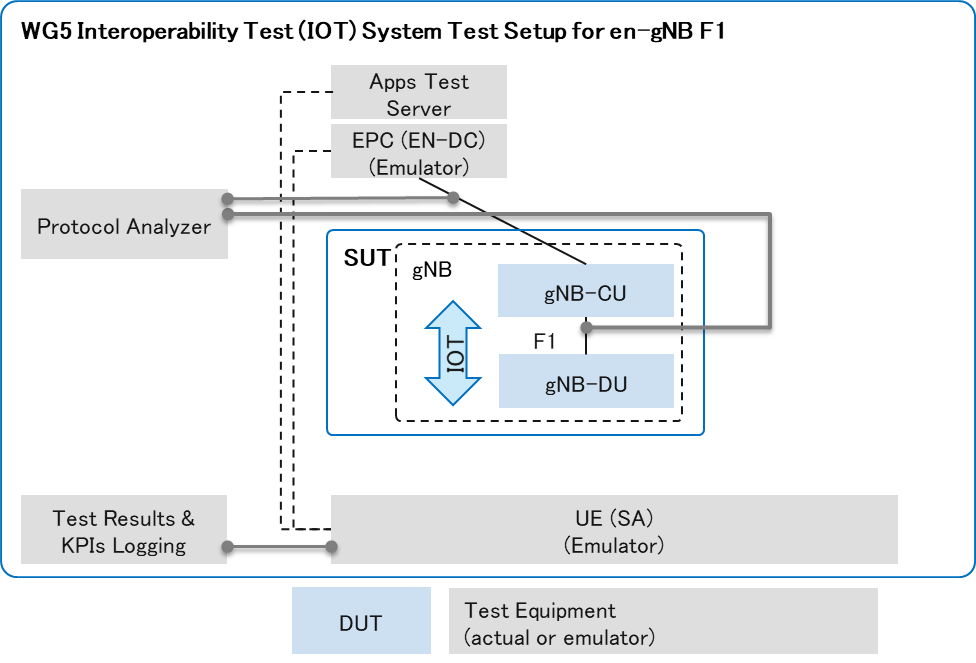 WG5 Interoperability Test (IOT) System Test Setup for en-gNB F1
Apps Test
Server
EPC (EN-DC)
(Emulator)
Protocol Analyzer
SUT
gNB
gNB-CU
IOT
F1
gNB-DU
Test Results &
KPIs Logging
UE (SA)
(Emulator)
DUT
Test Equipment
(actual or emulator)